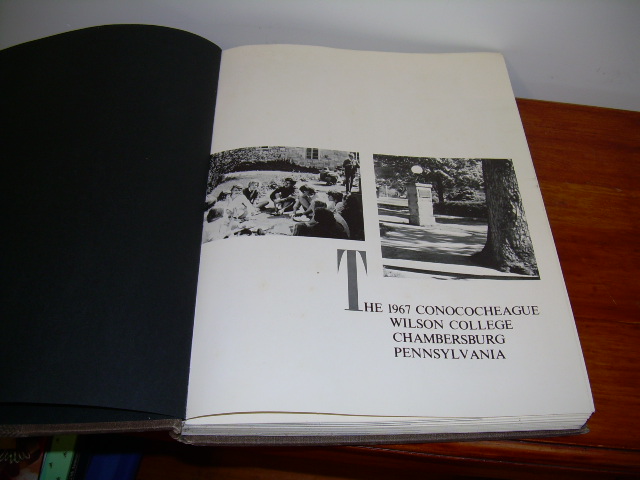 THE 1967 CONOCOCHEAGUE
WILSON COLLEGE
CHAMBERSBURG
PENNSYLVANIA